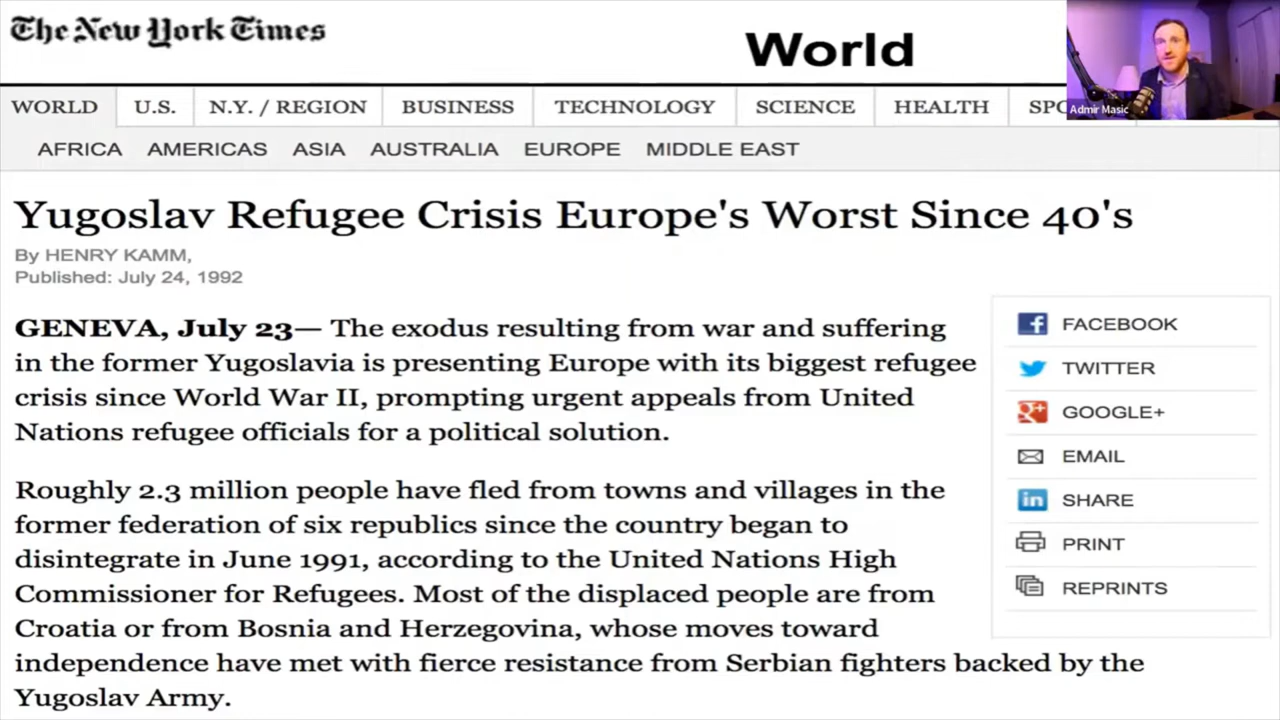 The New York Times
World
Admir Masic
WORLD U.S. N.Y. / REGION BUSINESS TECHNOLOGY SCIENCE HEALTH
AFRICA AMERICAS ASIA AUSTRALIA EUROPE MIDDLE EAST
Yugoslav Refugee Crisis Europe's Worst Since 40's
By HENRY KAMM,
Published: July 24, 1992
GENEVA, July 23— The exodus resulting from war and suffering
in the former Yugoslavia is presenting Europe with its biggest refugee
crisis since World War II, prompting urgent appeals from United
Nations refugee officials for a political solution.
Roughly 2.3 million people have fled from towns and villages in the
former federation of six republics since the country began to
disintegrate in June 1991, according to the United Nations High
Commissioner for Refugees. Most of the displaced people are from
Croatia or from Bosnia and Herzegovina, whose moves toward
independence have met with fierce resistance from Serbian fighters backed by the
Yugoslav Army.
f FACEBOOK
TWITTER
g+ GOOGLE+
EMAIL
in SHARE
PRINT
REPRINTS